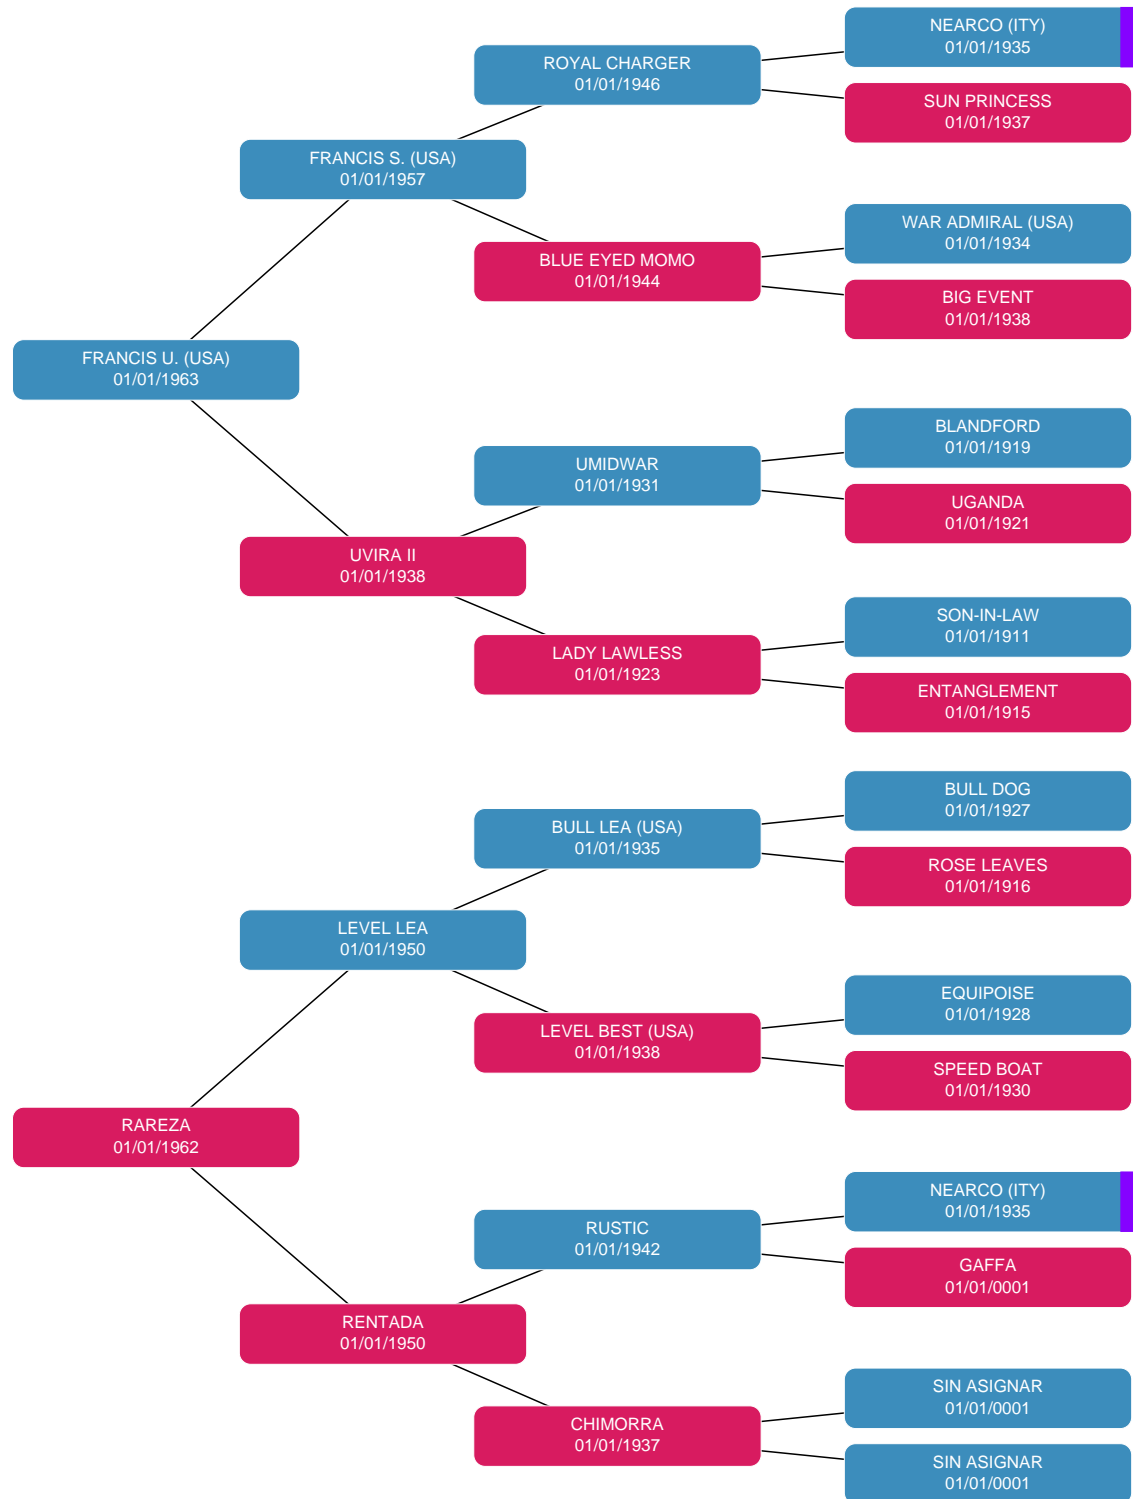 NEARCO (ITY)
01/01/1935
ROYAL CHARGER
01/01/1946
SUN PRINCESS
01/01/1937
FRANCIS S. (USA)
01/01/1957
WAR ADMIRAL (USA)
01/01/1934
BLUE EYED MOMO
01/01/1944
BIG EVENT
01/01/1938
FRANCIS U. (USA)
01/01/1963
BLANDFORD
01/01/1919
UMIDWAR
01/01/1931
UGANDA
01/01/1921
UVIRA II
01/01/1938
SON-IN-LAW
01/01/1911
LADY LAWLESS
01/01/1923
ENTANGLEMENT
01/01/1915
BULL DOG
01/01/1927
BULL LEA (USA)
01/01/1935
ROSE LEAVES
01/01/1916
LEVEL LEA
01/01/1950
EQUIPOISE
01/01/1928
LEVEL BEST (USA)
01/01/1938
SPEED BOAT
01/01/1930
RAREZA
01/01/1962
NEARCO (ITY)
01/01/1935
RUSTIC
01/01/1942
GAFFA
01/01/0001
RENTADA
01/01/1950
SIN ASIGNAR
01/01/0001
CHIMORRA
01/01/1937
SIN ASIGNAR
01/01/0001